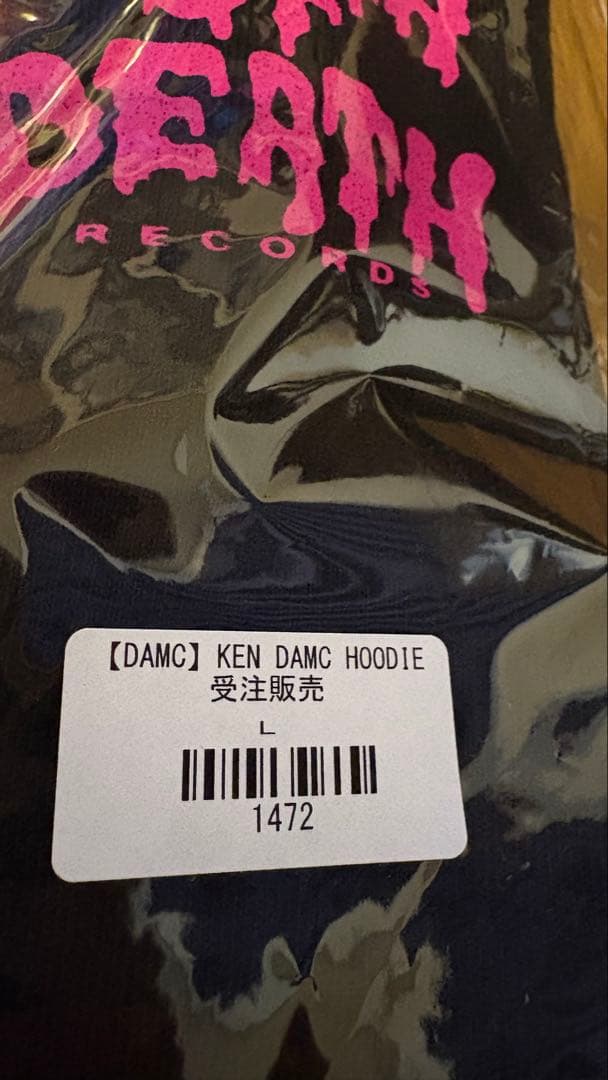 DEATH
RECORDS
【DAMC】 KEN DAMC HOODIE
受注販売
L
1472